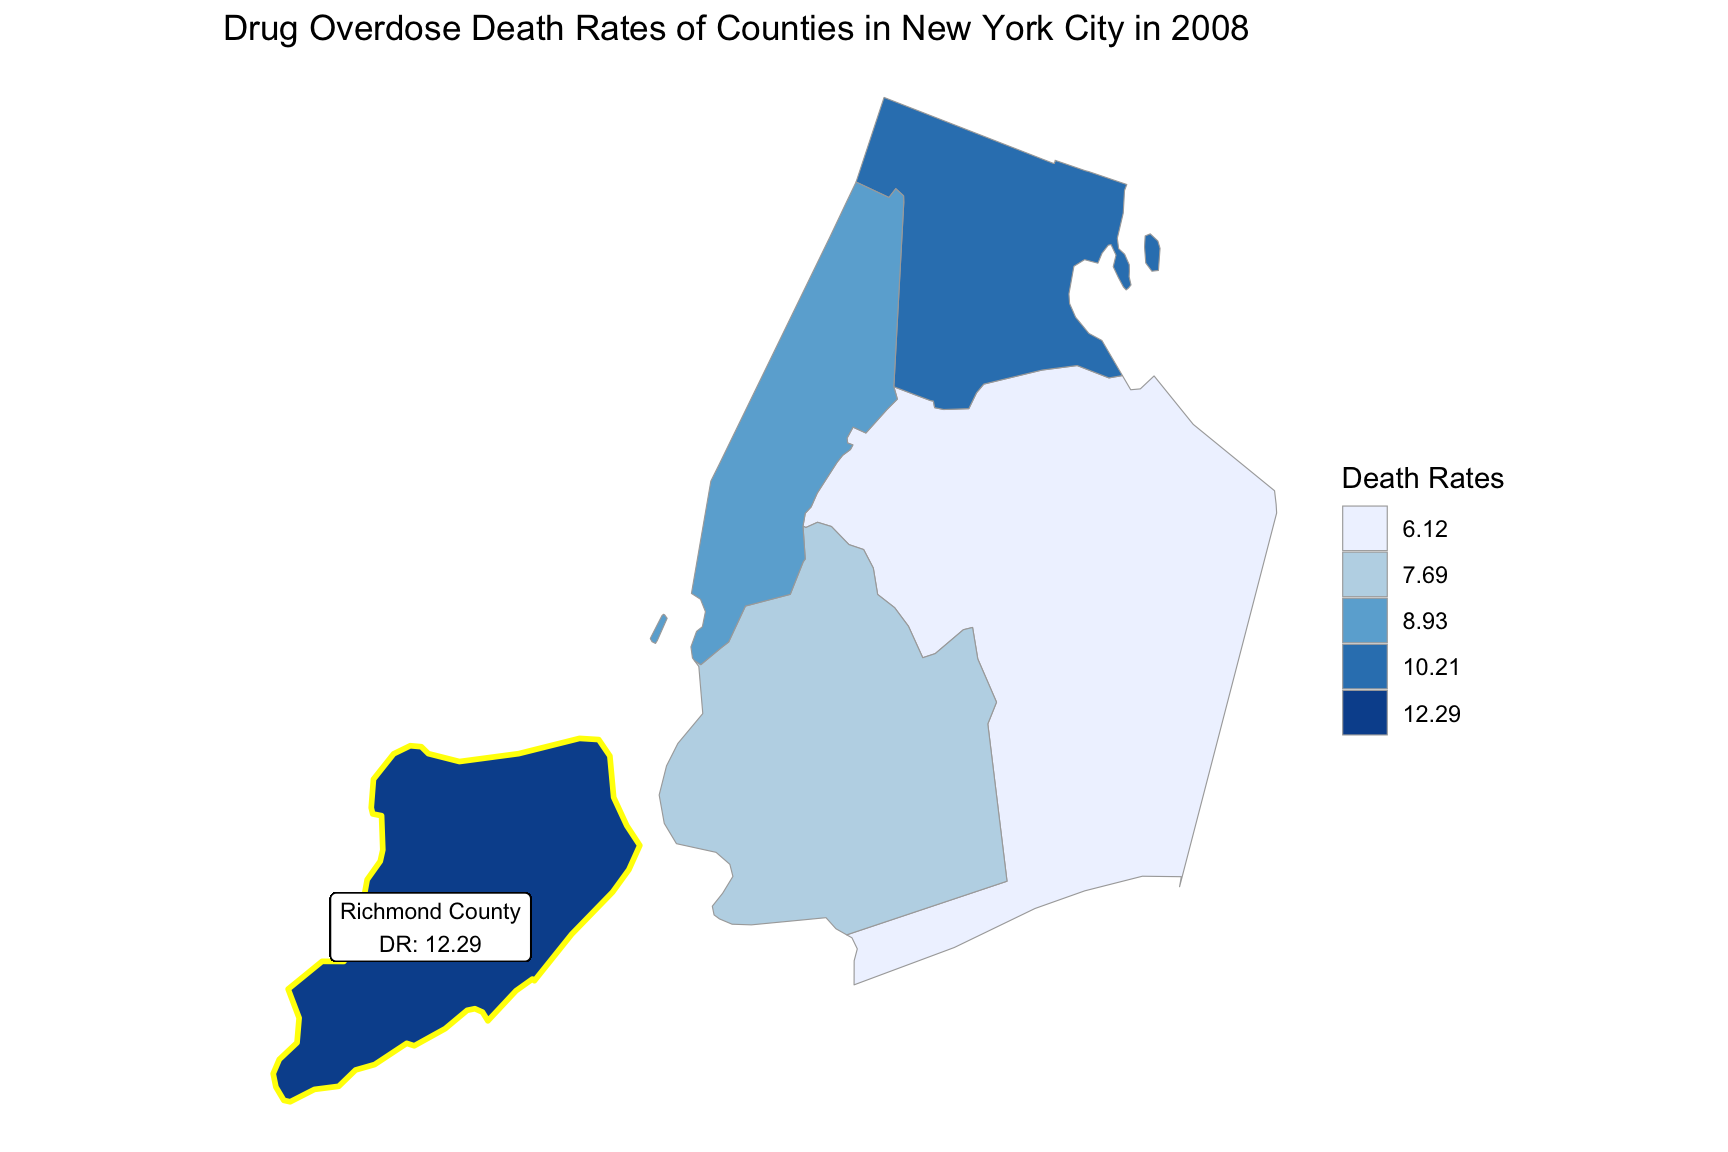 Drug Overdose Death Rates of Counties in New York City in 2008
Death Rates
6.12
7.69
8.93
10.21
12.29
Richmond County
DR: 12.29